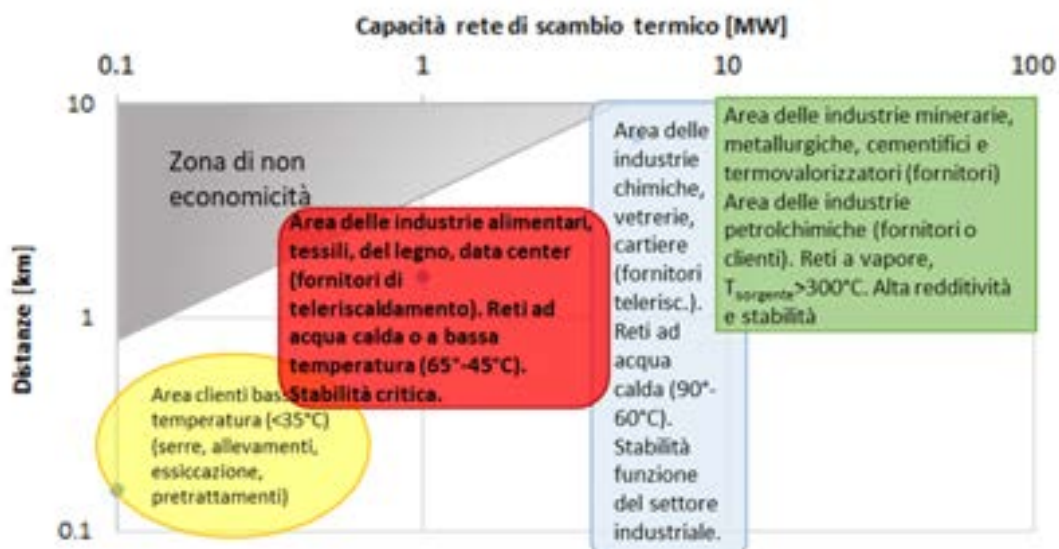 Capacità rete di scambio termico [MW]
0.1
1
10
100
Distanze [km]
10
1
0.1
Zona di non
economicità
Area delle industrie alimentari,
tessili, del legno, data center
(fornitori di
teleriscaldamento). Reti ad
acqua calda o a bassa
temperatura (65°-45°C).
Stabilità critica.
Area clienti
temperatura (<35°C)
(serre, allevamenti,
essiccazione,
pretrattamenti)
Area delle
industrie
chimiche,
vetrerie,
cartiere
(fornitori
telerisc.).
Reti ad
acqua
calda (90°-
60°C).
Stabilità
funzione
del settore
industriale.
Area delle industrie minerarie,
metallurgiche, cementifici e
termovalorizzatori (fornitori)
Area delle industrie
petrolchimiche (fornitori o
clienti). Reti a vapore,
Tsorgente>300°C. Alta redditività
e stabilità